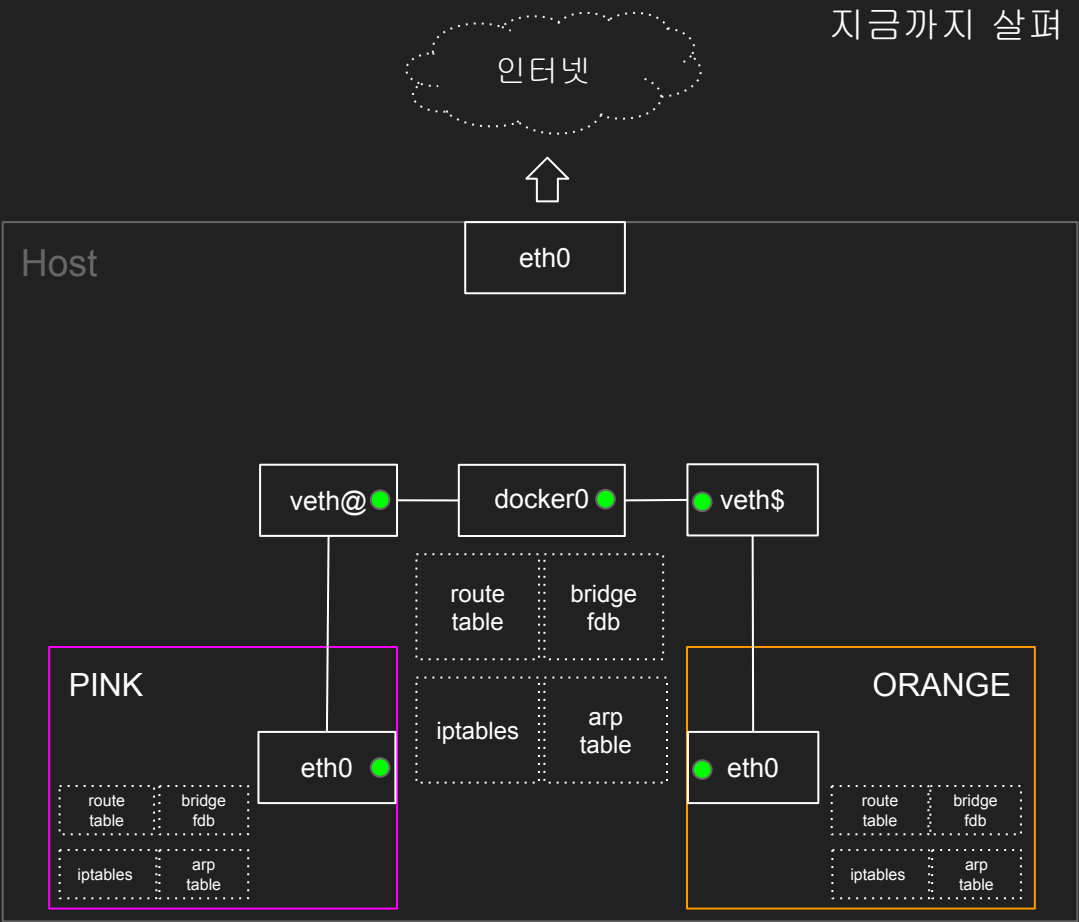 지금까지 살펴
인터넷
eth0
Host
veth@
docker0
veth$
route
table
bridge
fdb
iptables
arp
table
PINK
eth0
route
table
bridge
fdb
iptables
arp
table
ORANGE
eth0
route
table
bridge
fdb
iptables
arp
table